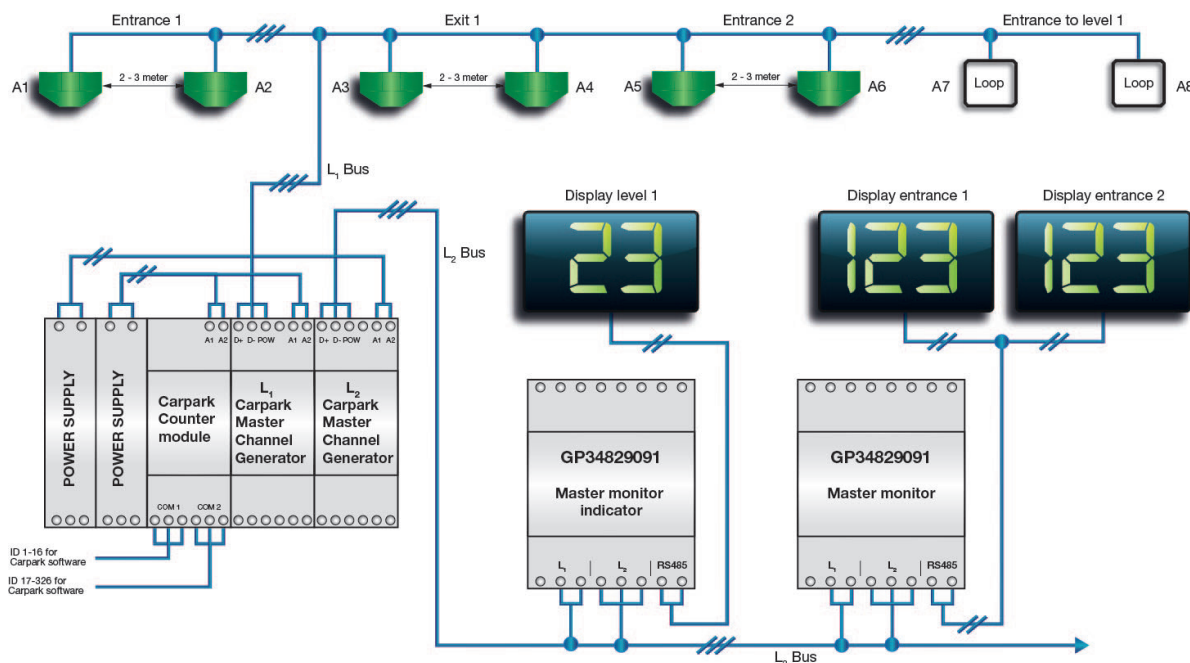 Entrance 1
Exit 1
Entrance 2
Entrance to level 1
A1
2 - 3 meter
A2
A3
2 - 3 meter
A4
A5
2 - 3 meter
A6
A7
Loop
Loop
A8
L₁ Bus
Display level 1
Display entrance 1
Display entrance 2
23
123
123
L₂ Bus
A1 A2
D+ D- POW A1 A2
D+ D- POW A1 A2
POWER SUPPLY
POWER SUPPLY
Carpark
Counter
module
L₁
Carpark
Master
Channel
Generator
L₂
Carpark
Master
Channel
Generator
COM 1
COM 2
ID 1-16 for
Carpark software
ID 17-326 for
Carpark software
GP34829091
Master monitor
indicator
L₁ | L₂ | RS485
GP34829091
Master monitor
L₁ | L₂ | RS485
L₂ Bus